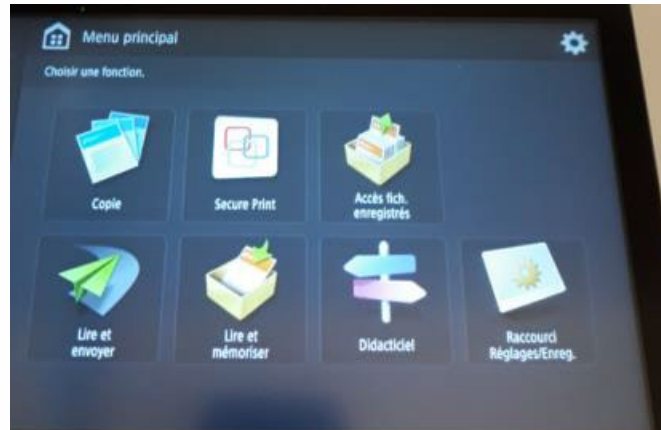 Menu principal
Choisir une fonction.
Copie
Secure Print
Accès fich.
enregistrés
Lire et
envoyer
Lire et
mémoriser
Didacticiel
Raccourci
Réglages/Enreg.